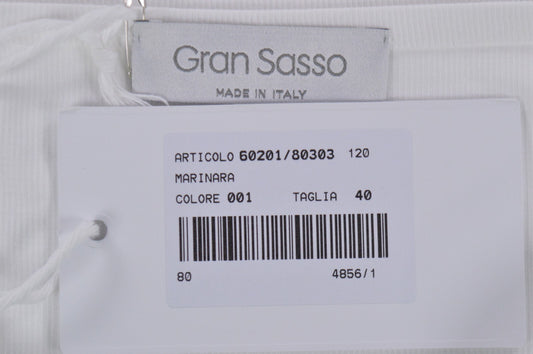 Gran Sasso
MADE IN ITALY
ARTICOLO 60201/80303 120
MARINARA
COLORE 001 TAGLIA 40
80 4856/1